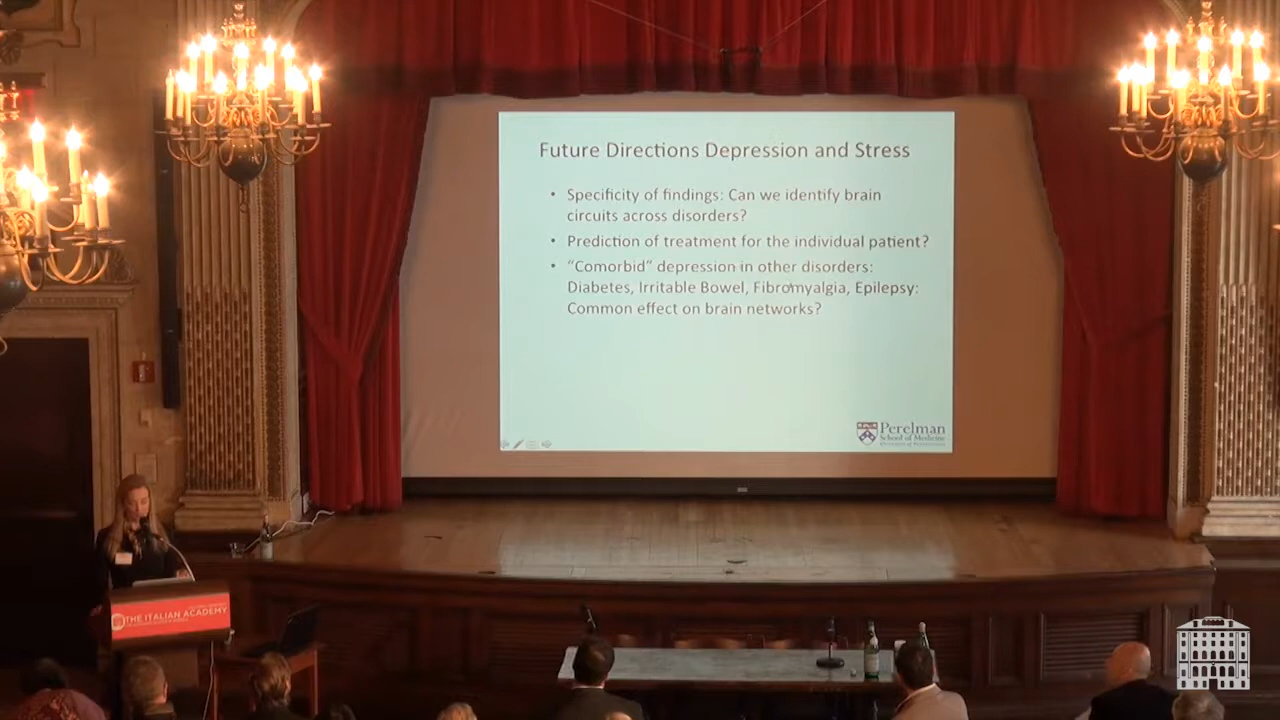 Future Directions Depression and Stress
• Specificity of findings: Can we identify brain
circuits across disorders?
• Prediction of treatment for the individual patient?
• “Comorbid” depression in other disorders:
Diabetes, Irritable Bowel, Fibromyalgia, Epilepsy:
Common effect on brain networks?
Perelman
School of Medicine
THE ITALIAN ACADEMY